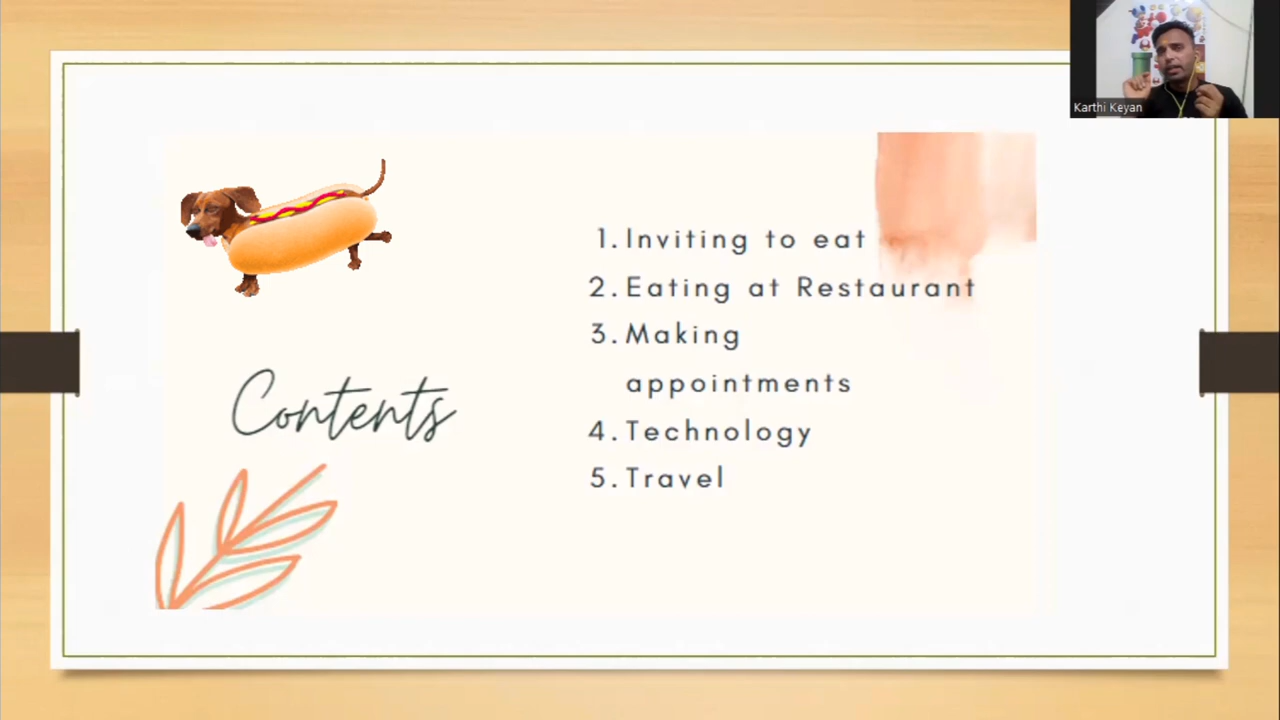 Karthi Keyan
1. Inviting to eat
2. Eating at Restaurant
3. Making
appointments
4. Technology
5. Travel
Contents